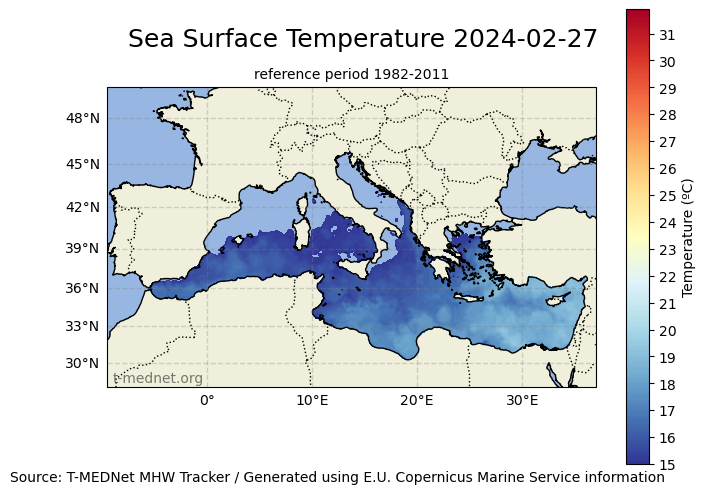 Sea Surface Temperature 2024-02-27
reference period 1982-2011
48°N
45°N
42°N
39°N
36°N
33°N
30°N
t-mednet.org
0°
10°E
20°E
30°E
31
30
29
28
27
26
25
24
23
22
21
20
19
18
17
16
15
Temperature (ºC)
Source: T-MEDNet MHW Tracker / Generated using E.U. Copernicus Marine Service information